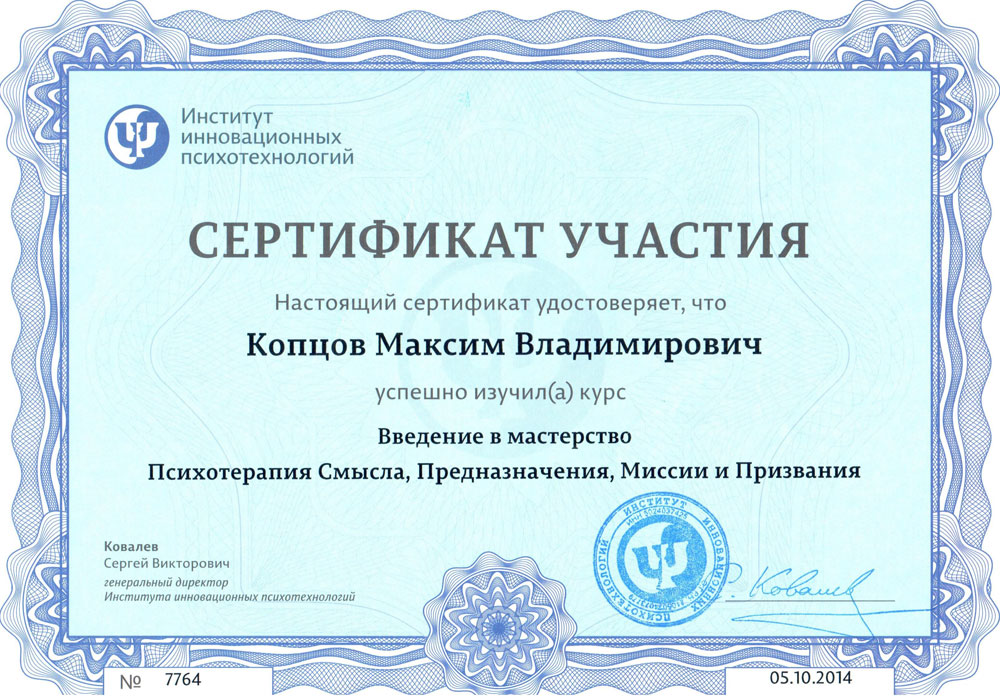 Институт
инновационных
психотехнологий
СЕРТИФИКАТ УЧАСТИЯ
Настоящий сертификат удостоверяет, что
Копцов Максим Владимирович
успешно изучил(а) курс
Введение в мастерство
Психотерапия Смысла, Предназначения, Миссии и Призвания
Ковалев
Сергей Викторович
генеральный директор
Института инновационных психотехнологий
ИНСТИТУТ ИННОВАЦИОННЫХ ПСИХОТЕХНОЛОГИЙ
С. Ковалев
№ 7764
05.10.2014